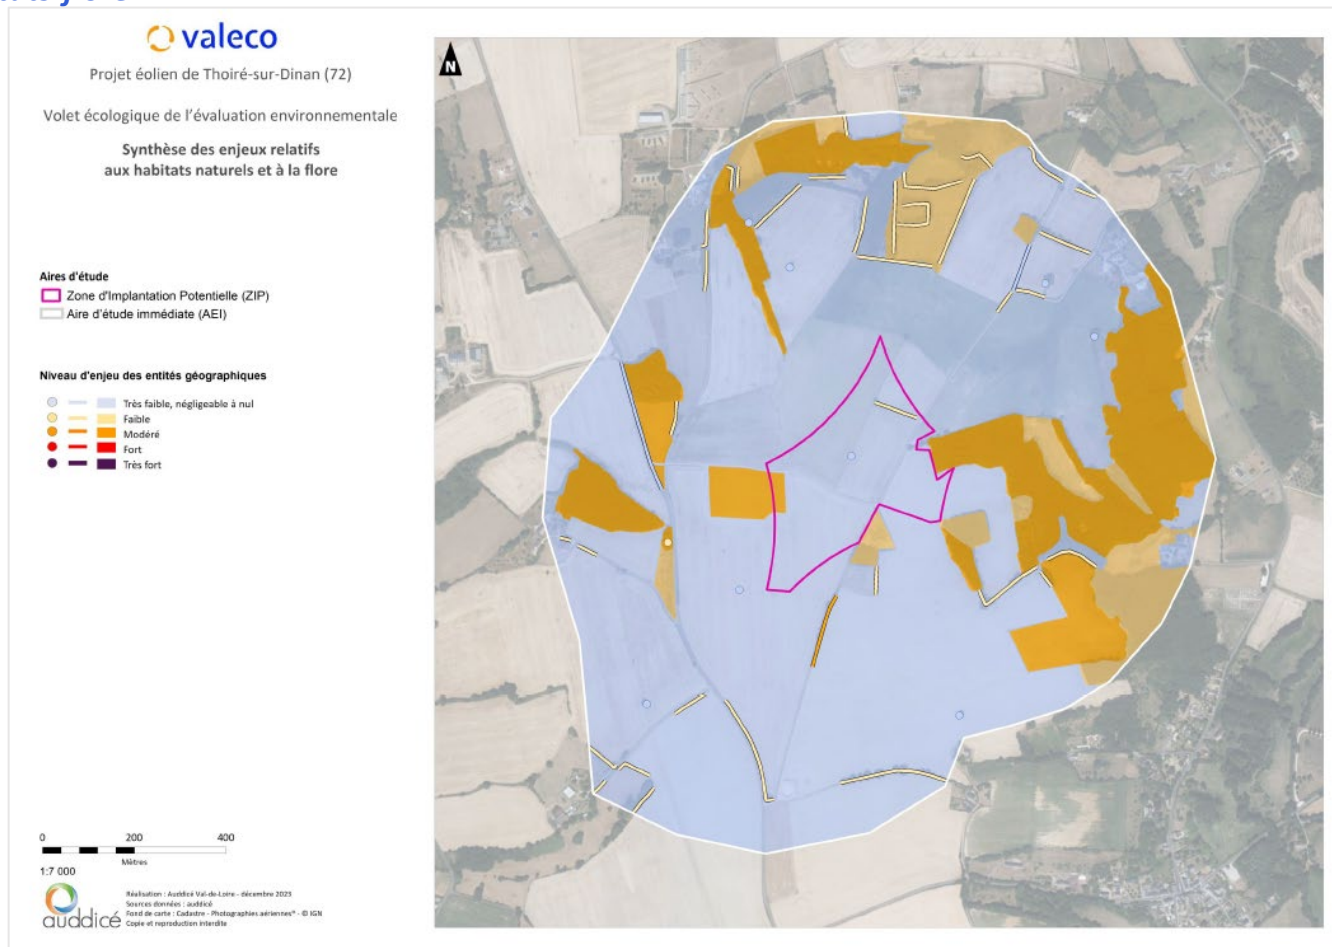 valeco
Projet éolien de Thoiré-sur-Dinan (72)
Volet écologique de l'évaluation environnementale
Synthèse des enjeux relatifs
aux habitats naturels et à la flore
N
Aires d'étude
Zone d'Implantation Potentielle (ZIP)
Aire d'étude immédiate (AEI)
Niveau d'enjeu des entités géographiques
Très faible, négligeable à nul
Faible
Modéré
Fort
Très fort
0 200 400
Mètres
1:7 000
auddicé
Réalisation : Auddicé Val-de-Loire - décembre 2023
Sources données : auddicé
Fond de carte : Cadastre - Photographies aériennes® - © IGN
Copie et reproduction interdite